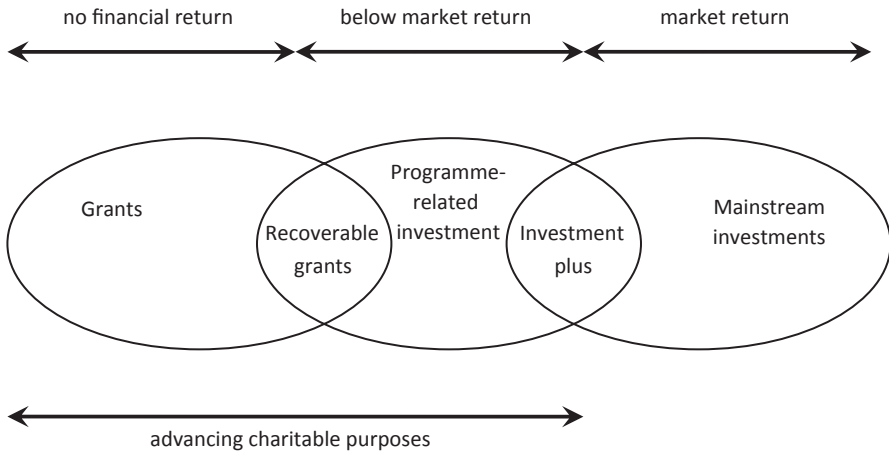 no financial return
below market return
market return
Grants
Recoverable
grants
Programme-
related
investment
Investment
plus
Mainstream
investments
advancing charitable purposes